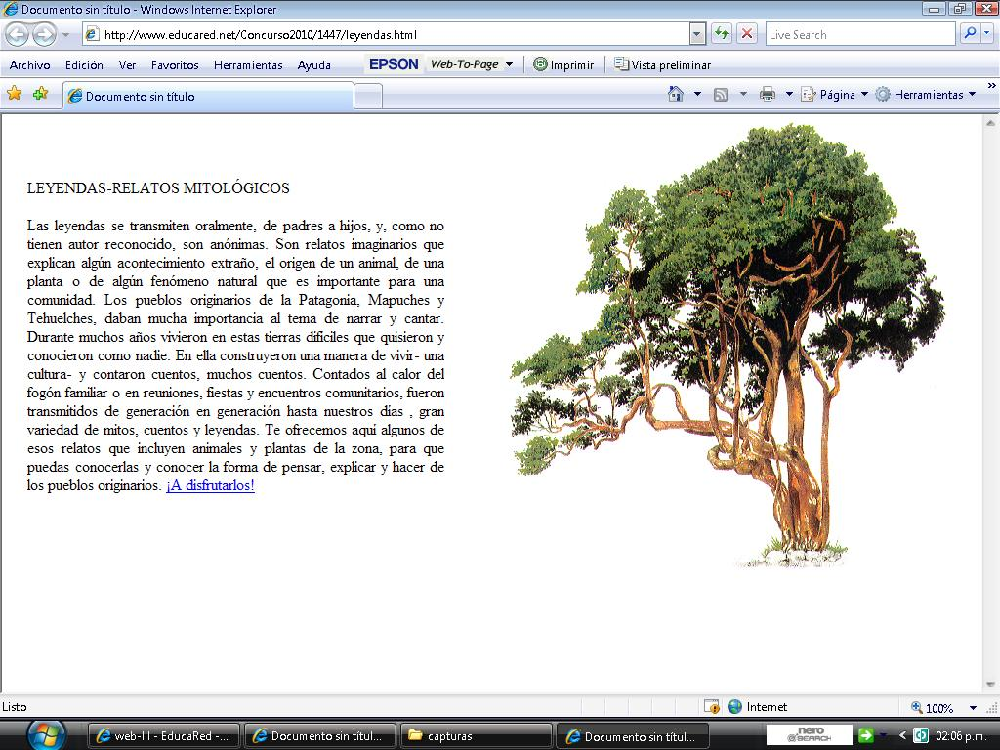 Documento sin título - Windows Internet Explorer
http://www.educared.net/Concurso2010/1447/leyendas.html
Live Search
Archivo Edición Ver Favoritos Herramientas Ayuda EPSON Web-To-Page Imprimir Vista preliminar
Documento sin título
Página Herramientas
LEYENDAS-RELATOS MITOLÓGICOS
Las leyendas se transmiten oralmente, de padres a hijos, y, como no
tienen autor reconocido, son anónimas. Son relatos imaginarios que
explican algún acontecimiento extraño, el origen de un animal, de una
planta o de algún fenómeno natural que es importante para una
comunidad. Los pueblos originarios de la Patagonia, Mapuches y
Tehuelches, daban mucha importancia al tema de narrar y cantar.
Durante muchos años vivieron en estas tierras difíciles que quisieron y
conocieron como nadie. En ella construyeron una manera de vivir- una
cultura- y contaron cuentos, muchos cuentos. Contados al calor del
fogón familiar o en reuniones, fiestas y encuentros comunitarios, fueron
transmitidos de generación en generación hasta nuestros días , gran
variedad de mitos, cuentos y leyendas. Te ofrecemos aquí algunos de
esos relatos que incluyen animales y plantas de la zona, para que
puedas conocerlas y conocer la forma de pensar, explicar y hacer de
los pueblos originarios. ¡A disfrutarlos!
Listo
Internet
100%
web-III - EducaRed -...
Documento sin títul...
capturas
Documento sin títul...
nero
SEARCH
02:06 p.m.